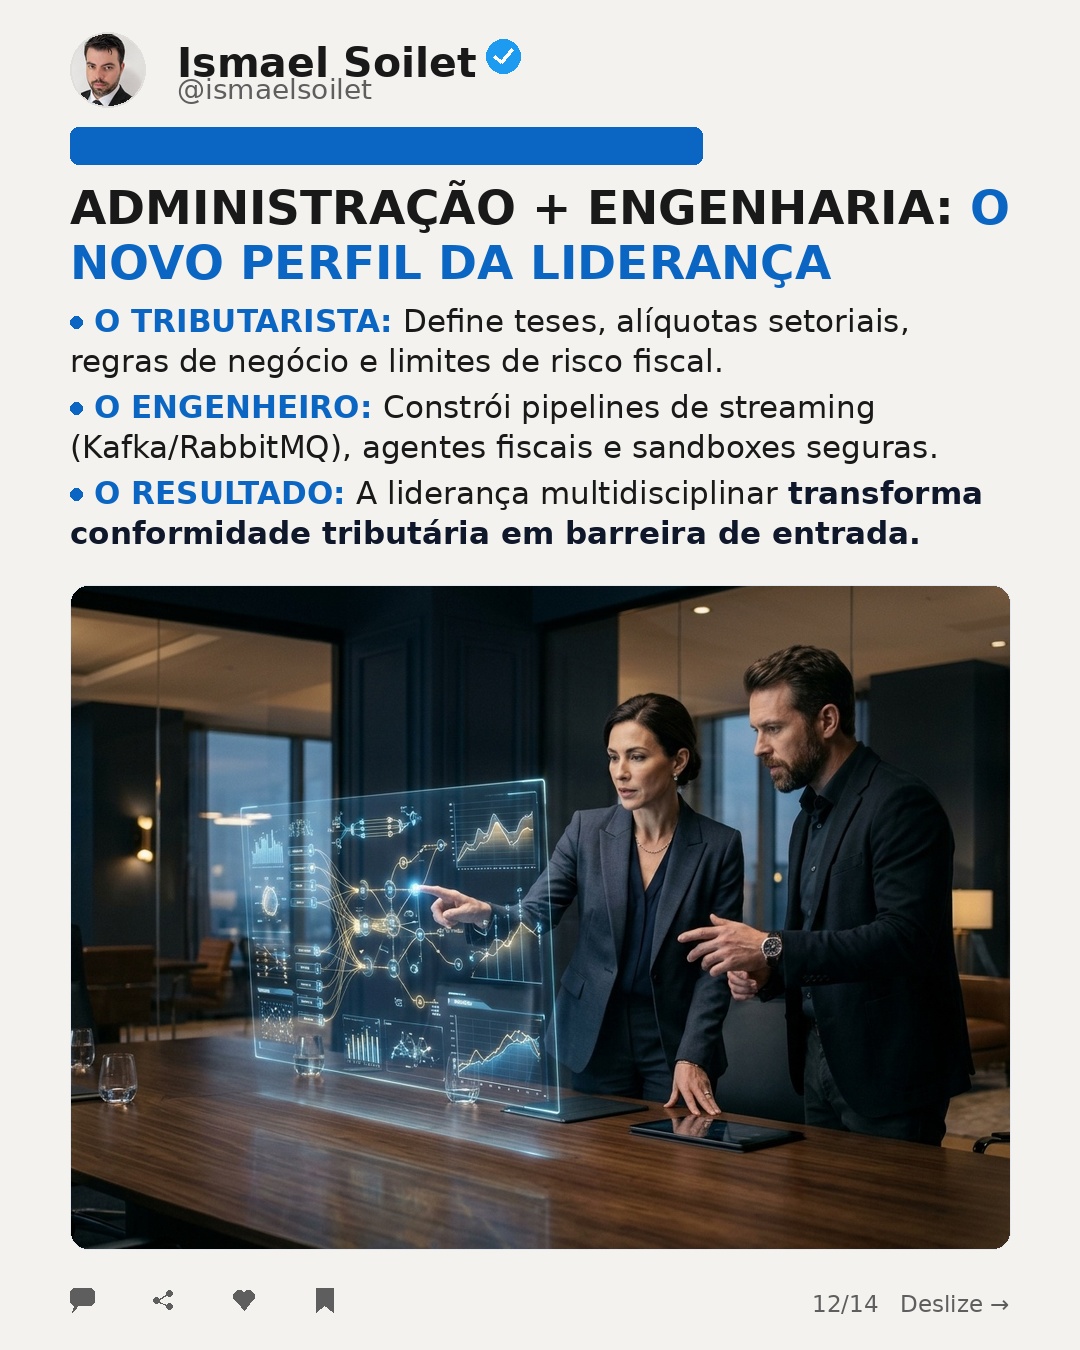 Ismael Soilet
@ismaelsoilet
ADMINISTRAÇÃO + ENGENHARIA: O
NOVO PERFIL DA LIDERANÇA
• O TRIBUTARISTA: Define teses, alíquotas setoriais,
regras de negócio e limites de risco fiscal.
• O ENGENHEIRO: Constrói pipelines de streaming
(Kafka/RabbitMQ), agentes fiscais e sandboxes seguras.
• O RESULTADO: A liderança multidisciplinar transforma
conformidade tributária em barreira de entrada.
12/14 Deslize →